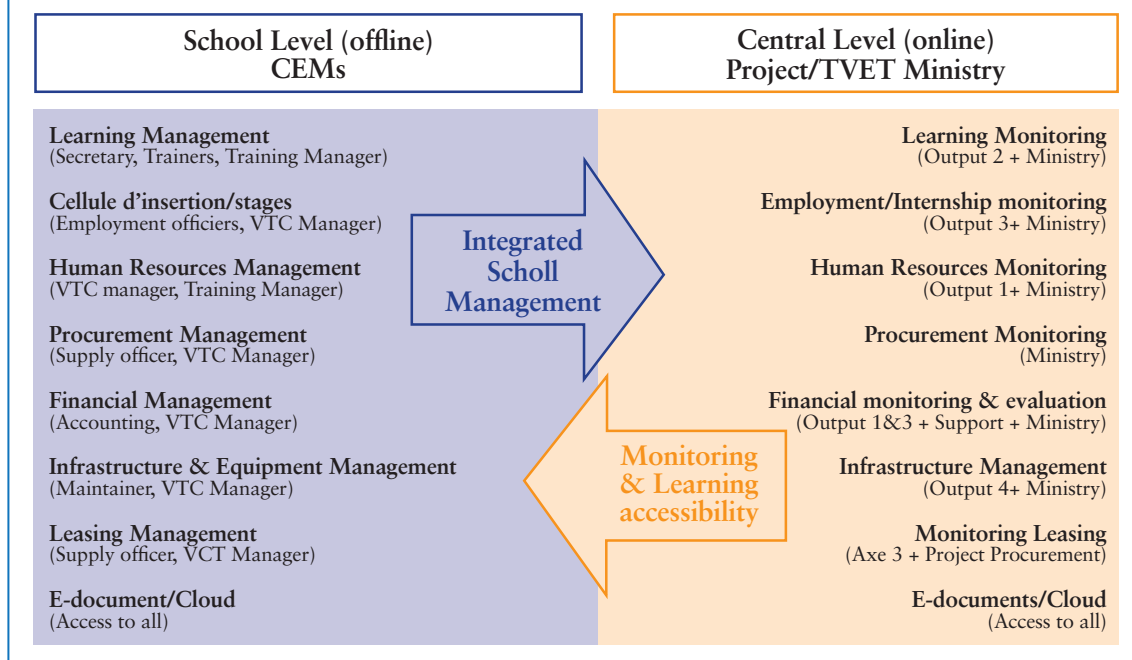 School Level (offline)
CEMs
Central Level (online)
Project/TVET Ministry
Learning Management
(Secretary, Trainers, Training Manager)
Cellule d'insertion/stages
(Employment officiers, VTC Manager)
Human Resources Management
(VTC manager, Training Manager)
Procurement Management
(Supply officer, VTC Manager)
Financial Management
(Accounting, VTC Manager)
Infrastructure & Equipment Management
(Maintainer, VTC Manager)
Leasing Management
(Supply officer, VCT Manager)
E-document/Cloud
(Access to all)
Integrated
Scholl
Management
Monitoring
& Learning
accessibility
Learning Monitoring
(Output 2 + Ministry)
Employment/Internship monitoring
(Output 3+ Ministry)
Human Resources Monitoring
(Output 1+ Ministry)
Procurement Monitoring
(Ministry)
Financial monitoring & evaluation
(Output 1&3 + Support + Ministry)
Infrastructure Management
(Output 4+ Ministry)
Monitoring Leasing
(Axe 3 + Project Procurement)
E-documents/Cloud
(Access to all)